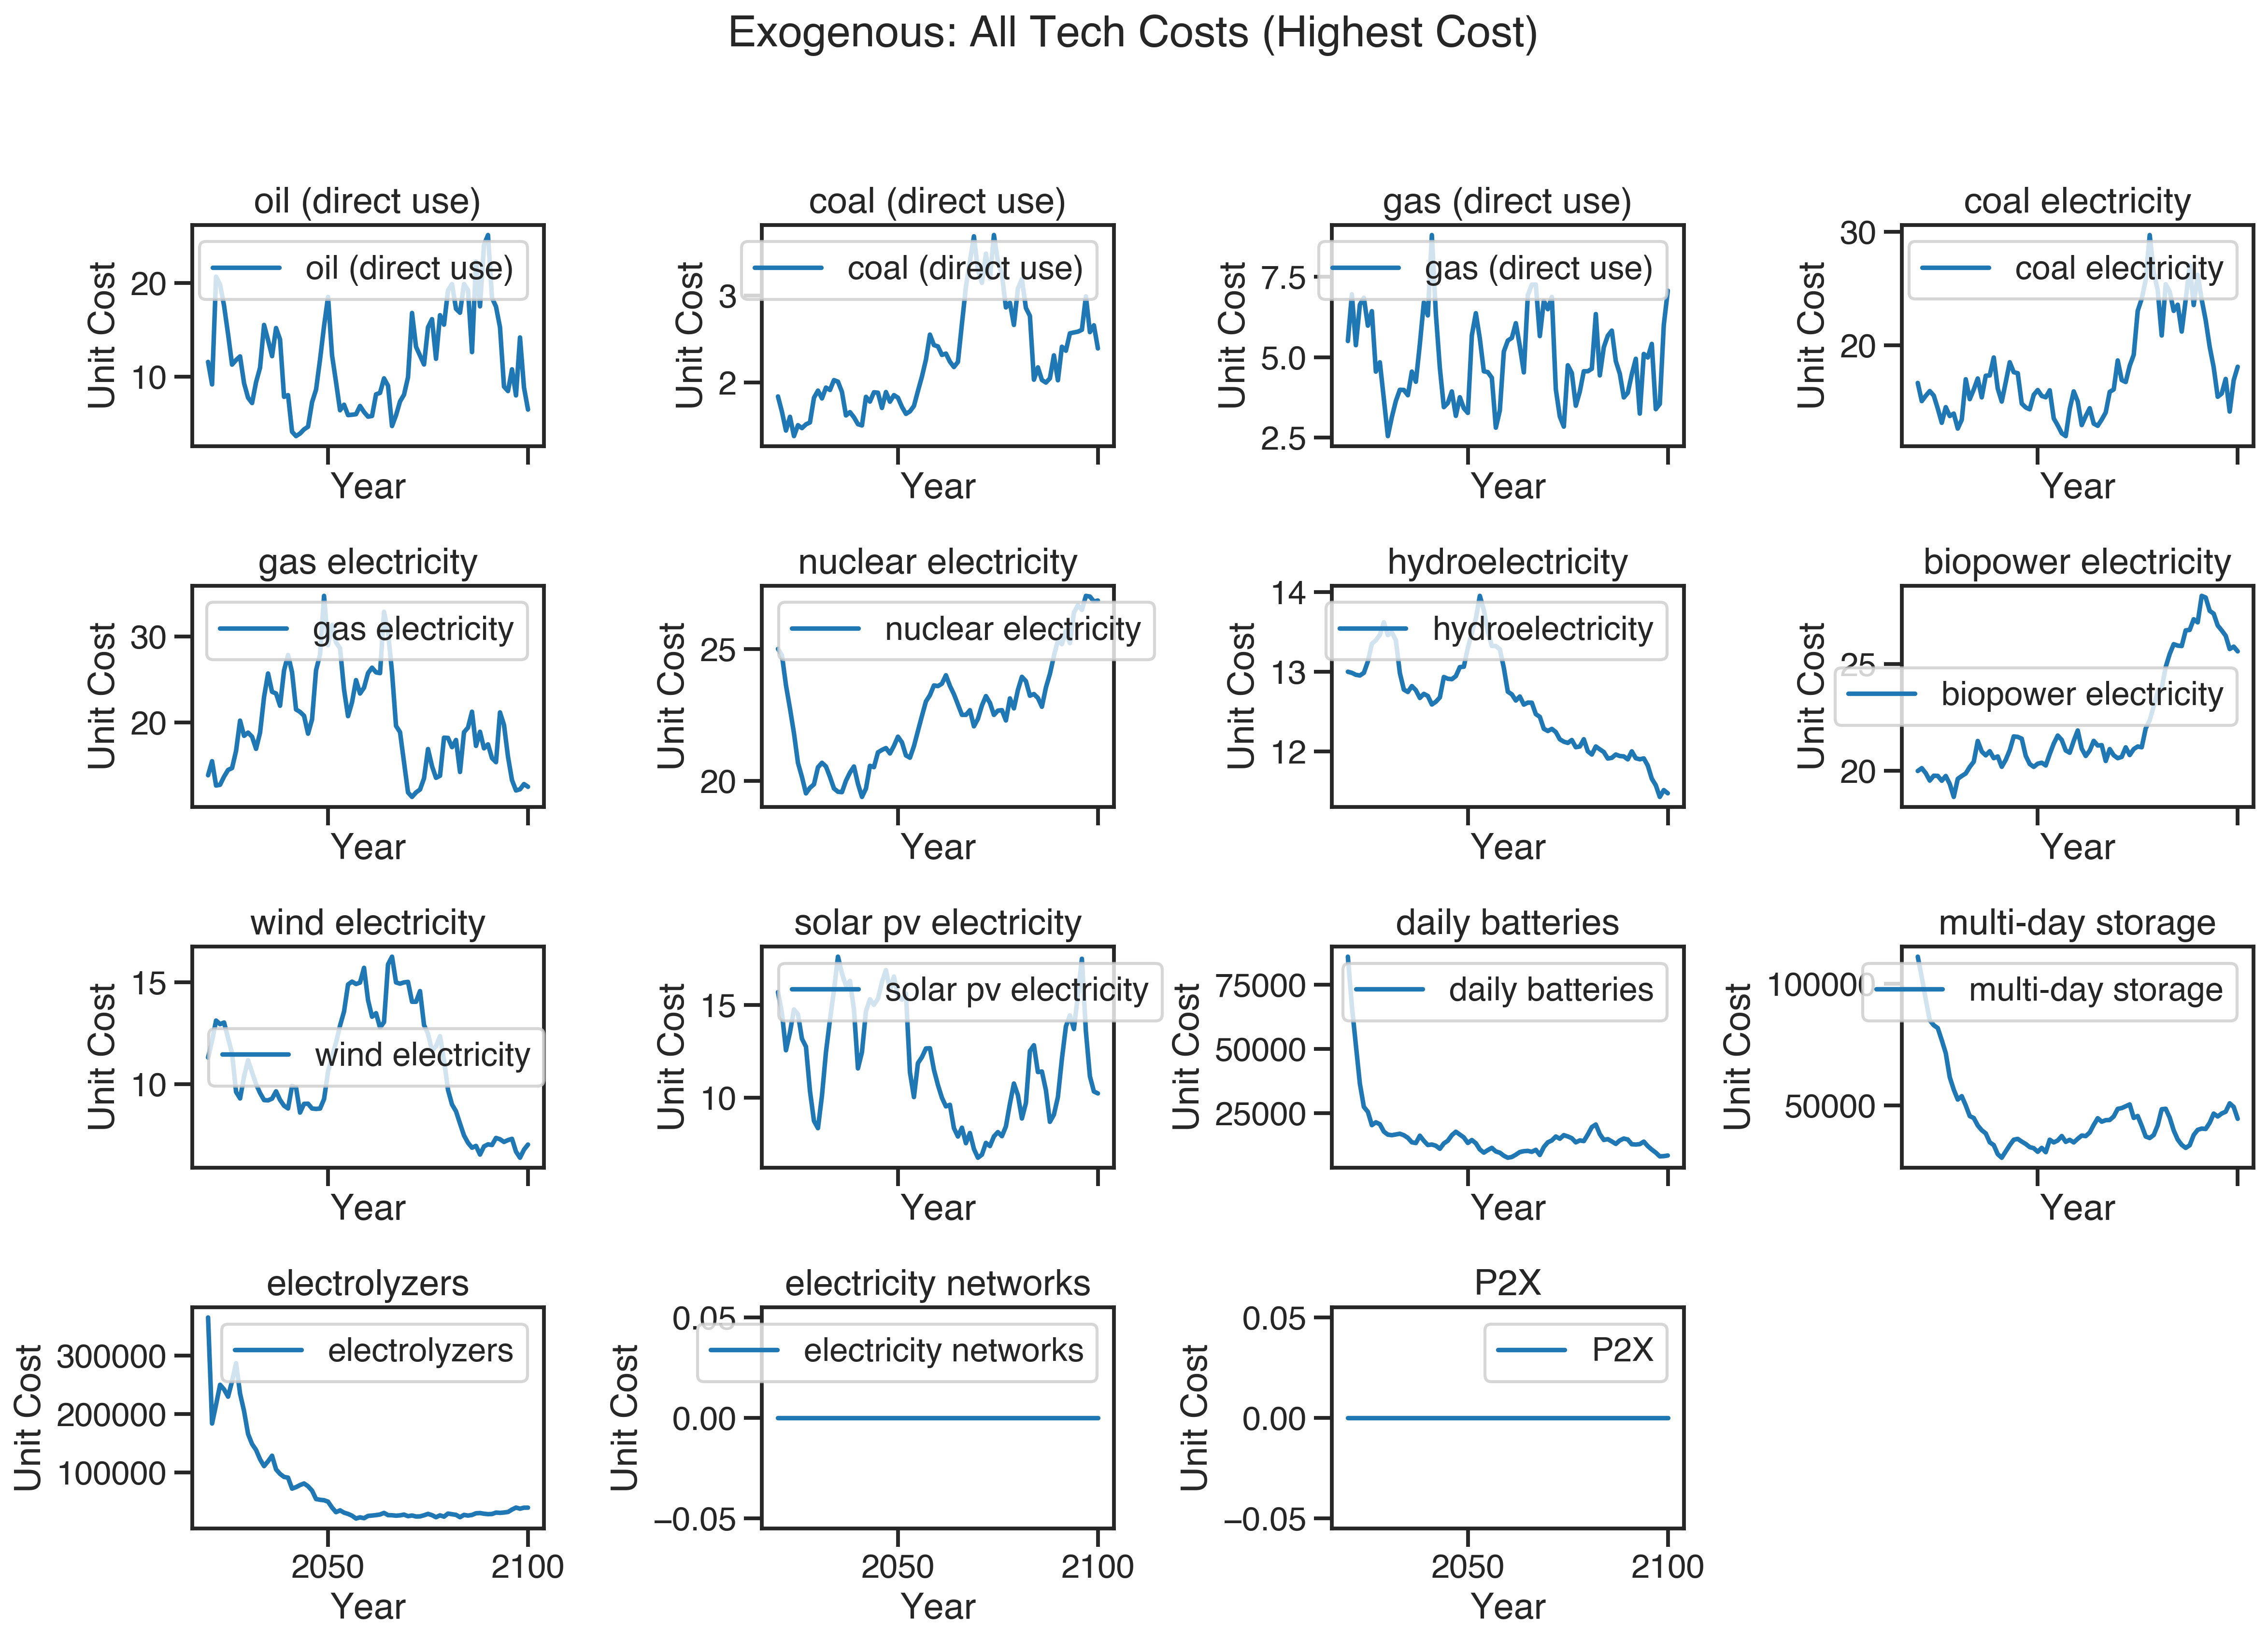 Exogenous: All Tech Costs (Highest Cost)
oil (direct use)
Unit Cost
20
10
oil (direct use)
Year
coal (direct use)
Unit Cost
3
2
coal (direct use)
Year
gas (direct use)
Unit Cost
7.5
5.0
2.5
gas (direct use)
Year
coal electricity
Unit Cost
30
20
coal electricity
Year
gas electricity
Unit Cost
30
20
gas electricity
Year
nuclear electricity
Unit Cost
25
20
nuclear electricity
Year
hydroelectricity
Unit Cost
14
13
12
hydroelectricity
Year
biopower electricity
Unit Cost
25
20
biopower electricity
Year
wind electricity
Unit Cost
15
10
wind electricity
Year
solar pv electricity
Unit Cost
15
10
solar pv electricity
Year
daily batteries
Unit Cost
75000
50000
25000
daily batteries
Year
multi-day storage
Unit Cost
100000
50000
multi-day storage
Year
electrolyzers
Unit Cost
300000
200000
100000
electrolyzers
2050 2100
Year
electricity networks
Unit Cost
0.05
0.00
−0.05
electricity networks
2050 2100
Year
P2X
Unit Cost
0.05
0.00
−0.05
P2X
2050 2100
Year